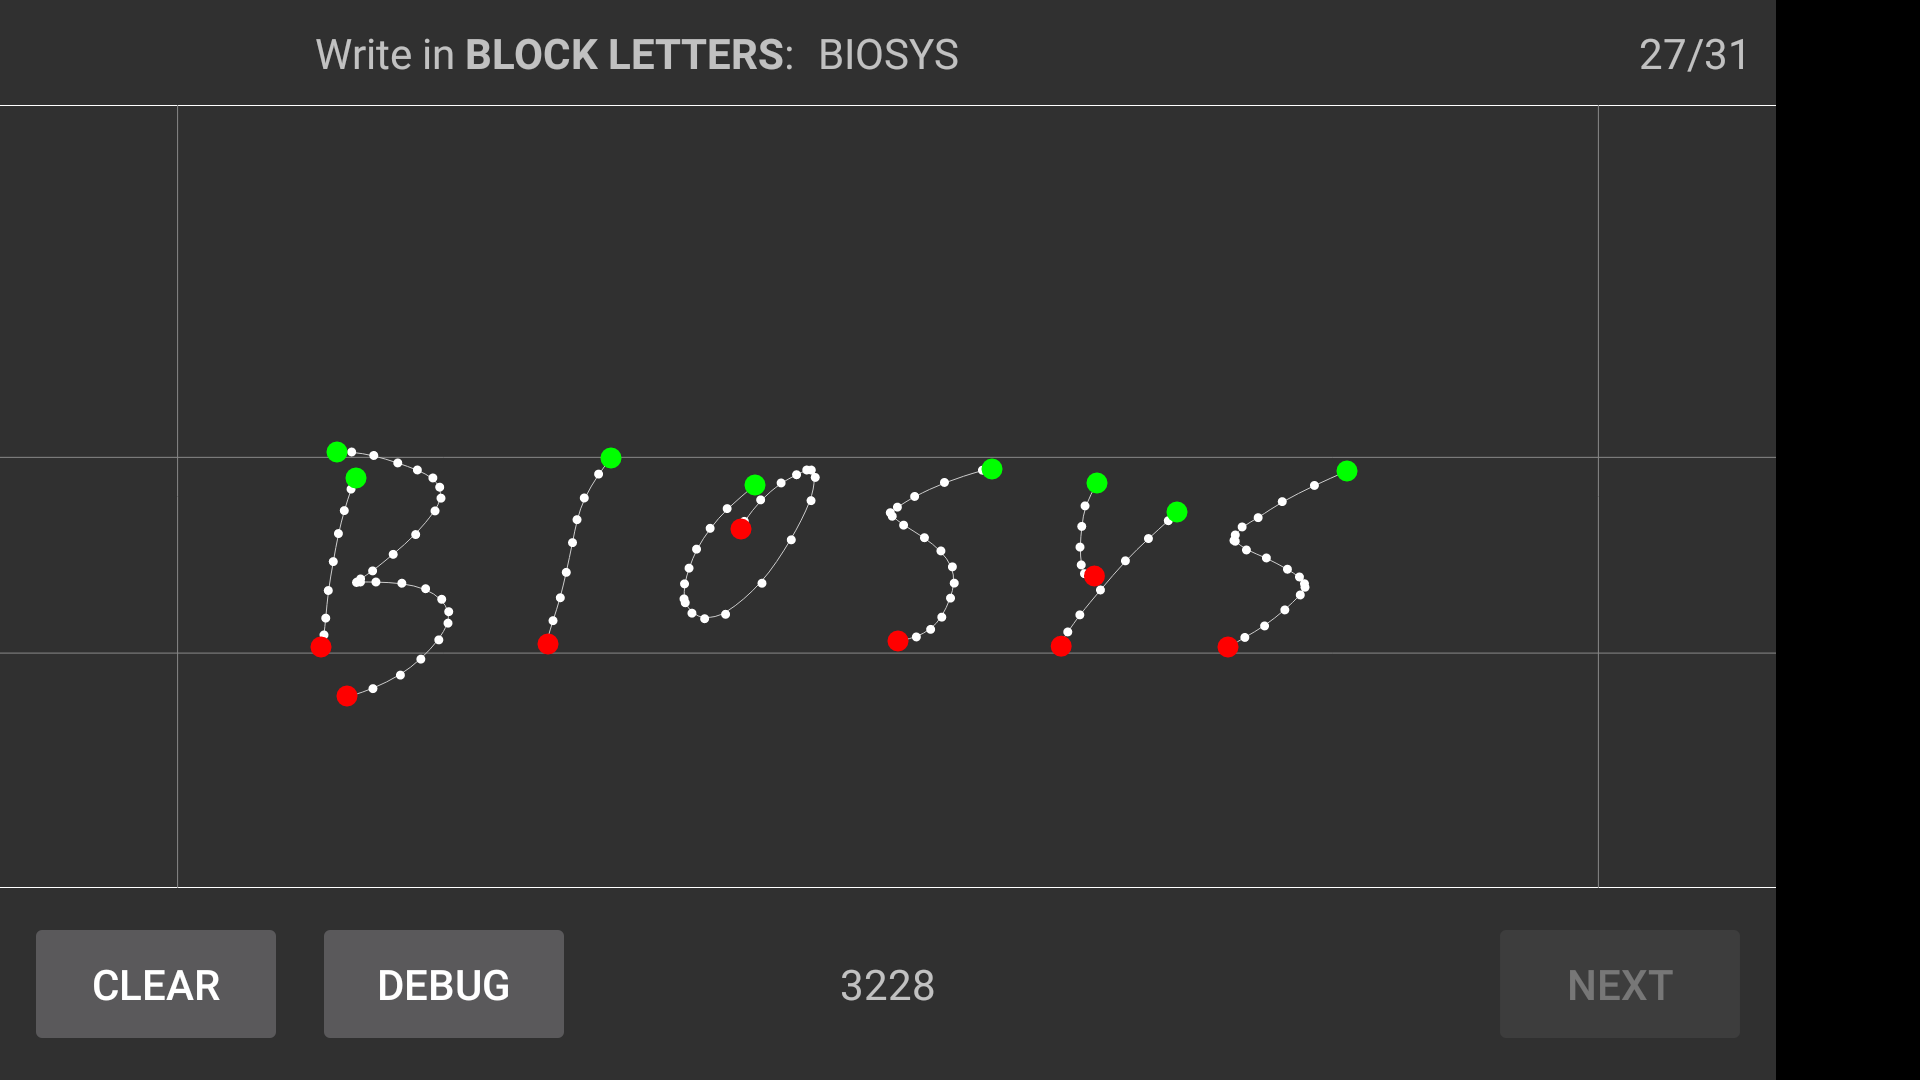 Write in BLOCK LETTERS: BIOSYS 27/31
BIOSYS
CLEAR DEBUG 3228 NEXT